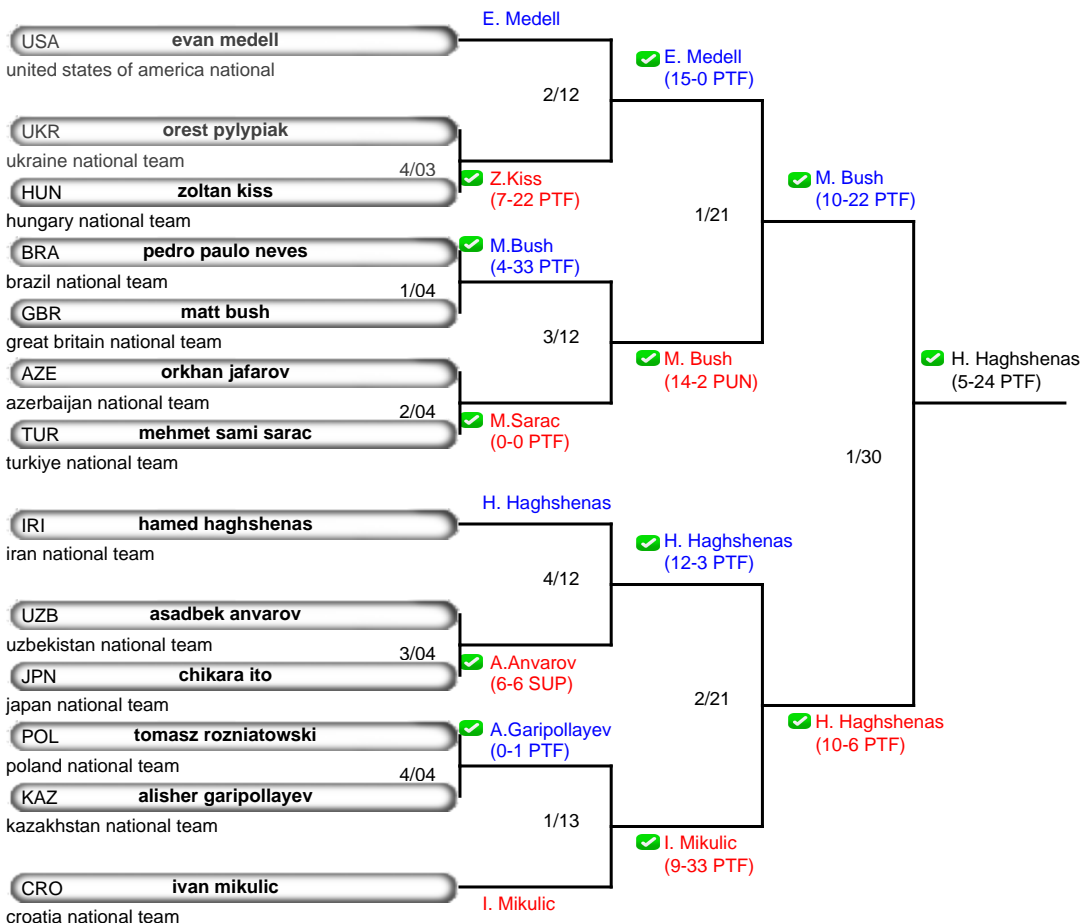 E. Medell
USA evan medell
united states of america national
E. Medell
(15-0 PTF)
2/12
UKR orest pylypiak
ukraine national team
4/03
HUN zoltan kiss
Z.Kiss
(7-22 PTF)
hungary national team
M. Bush
(10-22 PTF)
1/21
BRA pedro paulo neves
M.Bush
(4-33 PTF)
brazil national team
1/04
GBR matt bush
great britain national team
3/12
M. Bush
(14-2 PUN)
H. Haghshenas
(5-24 PTF)
AZE orkhan jafarov
azerbaijan national team
2/04
TUR mehmet sami sarac
M.Sarac
(0-0 PTF)
turkiye national team
1/30
H. Haghshenas
IRI hamed haghshenas
iran national team
H. Haghshenas
(12-3 PTF)
4/12
UZB asadbek anvarov
uzbekistan national team
3/04
JPN chikara ito
A.Anvarov
(6-6 SUP)
japan national team
2/21
H. Haghshenas
(10-6 PTF)
POL tomasz rozniatowski
A.Garipollayev
(0-1 PTF)
poland national team
4/04
KAZ alisher garipollayev
kazakhstan national team
1/13
I. Mikulic
(9-33 PTF)
CRO ivan mikulic
I. Mikulic
croatia national team